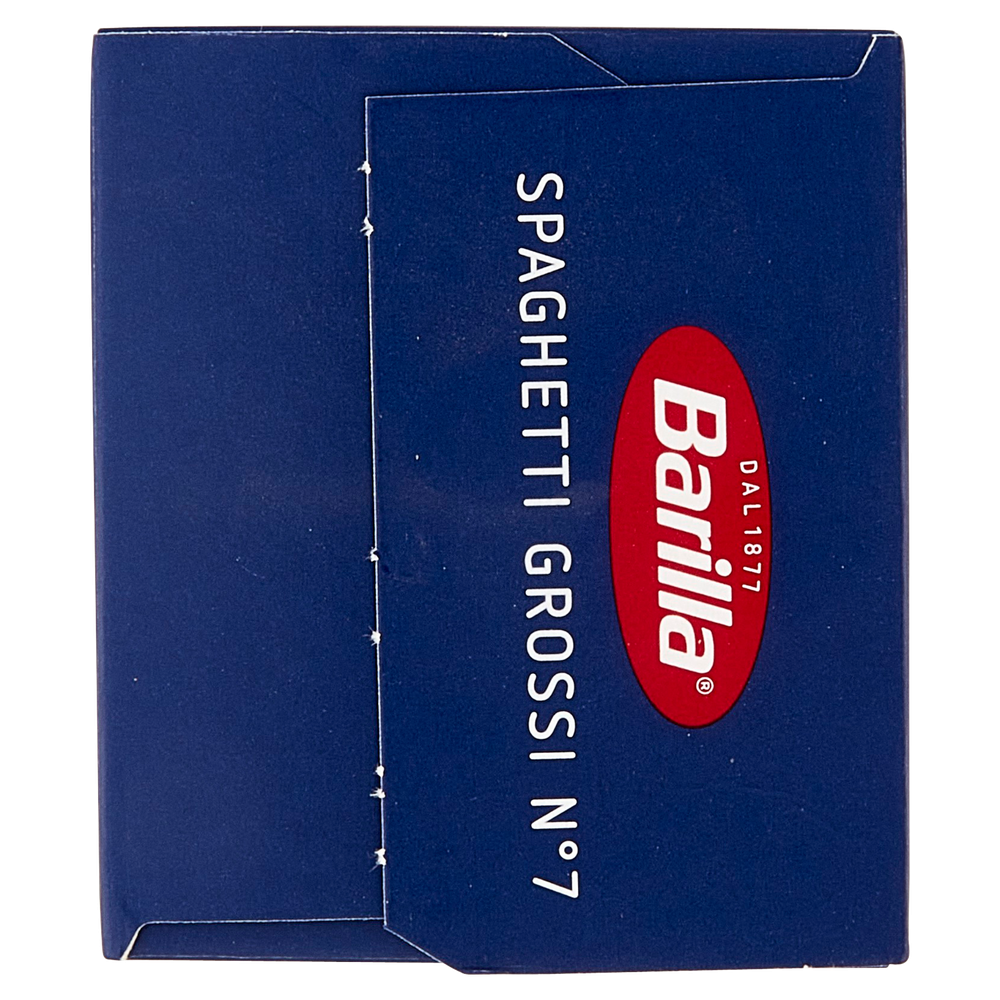 DAL 1877
Barilla®
SPAGHETTI GROSSI N°7